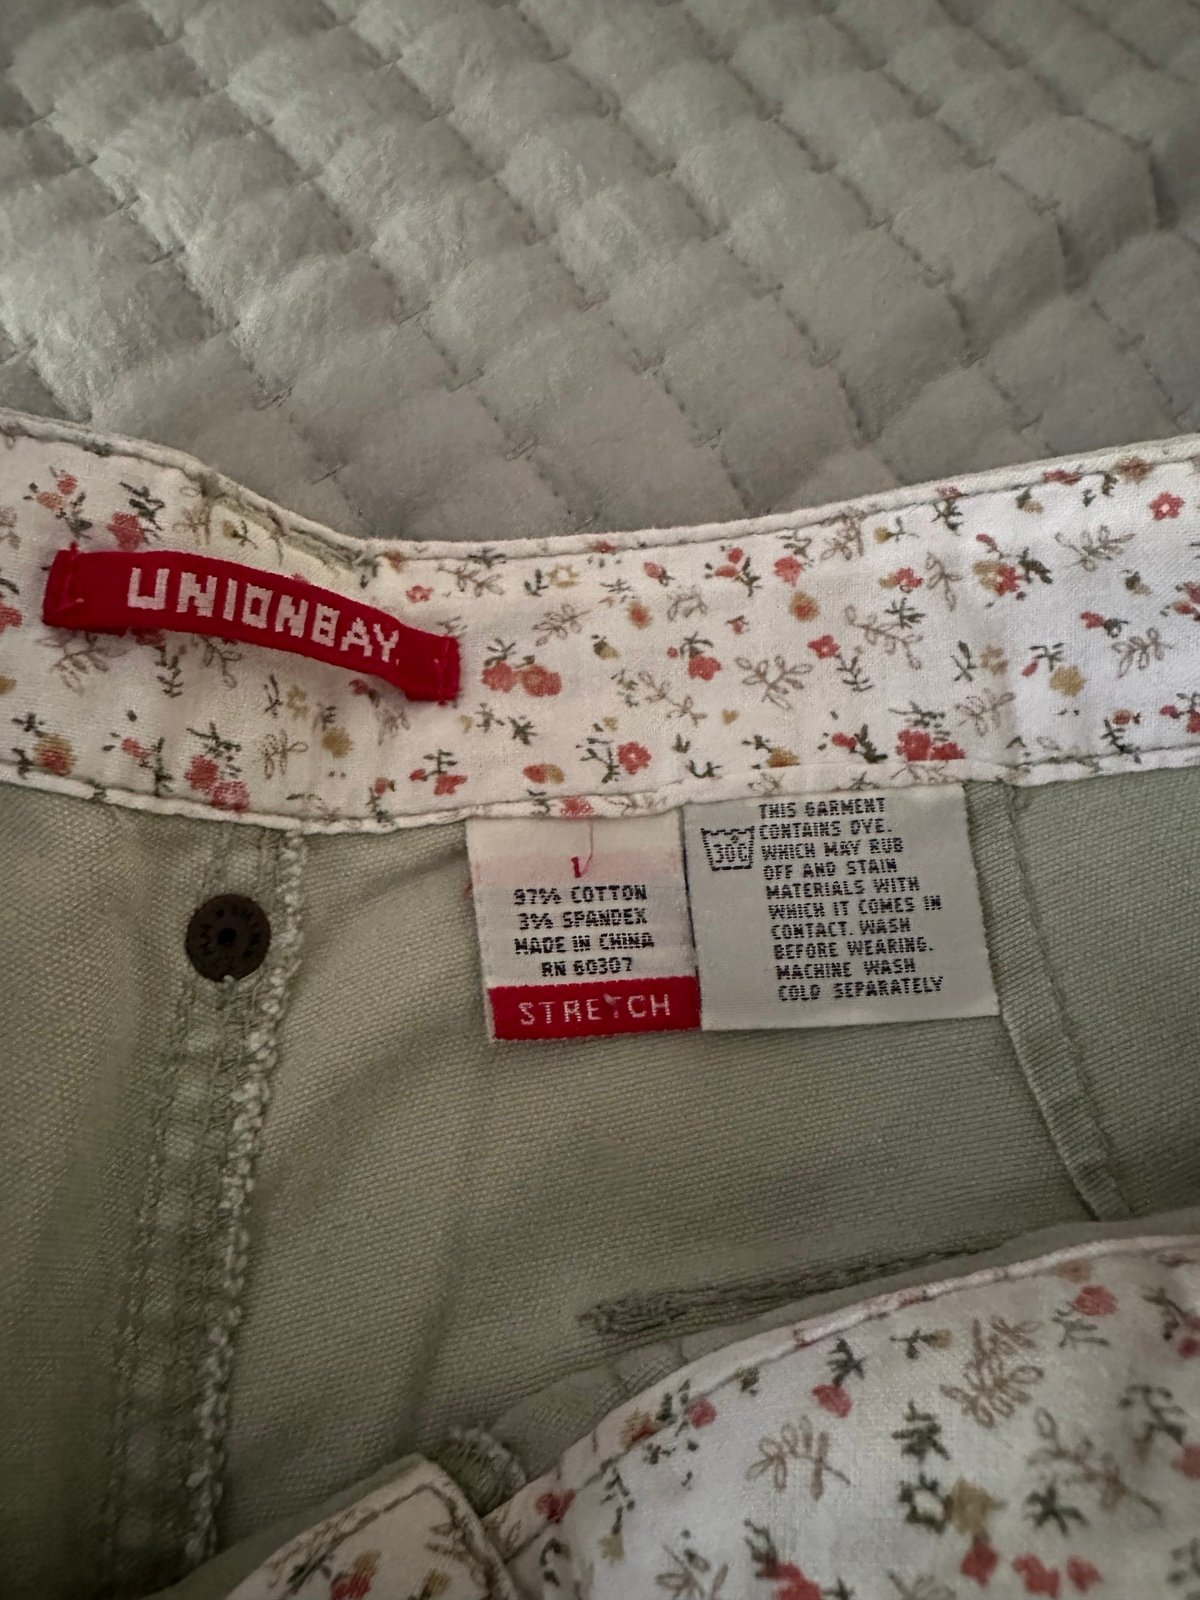 UNIONBAY
1
97% COTTON
3% SPANDEX
MADE IN CHINA
RN 60307
STRETCH
30C
THIS GARMENT
CONTAINS DYE.
WHICH MAY RUB
OFF AND STAIN
MATERIALS WITH
WHICH IT COMES IN
CONTACT. WASH
BEFORE WEARING.
MACHINE WASH
COLD SEPARATELY